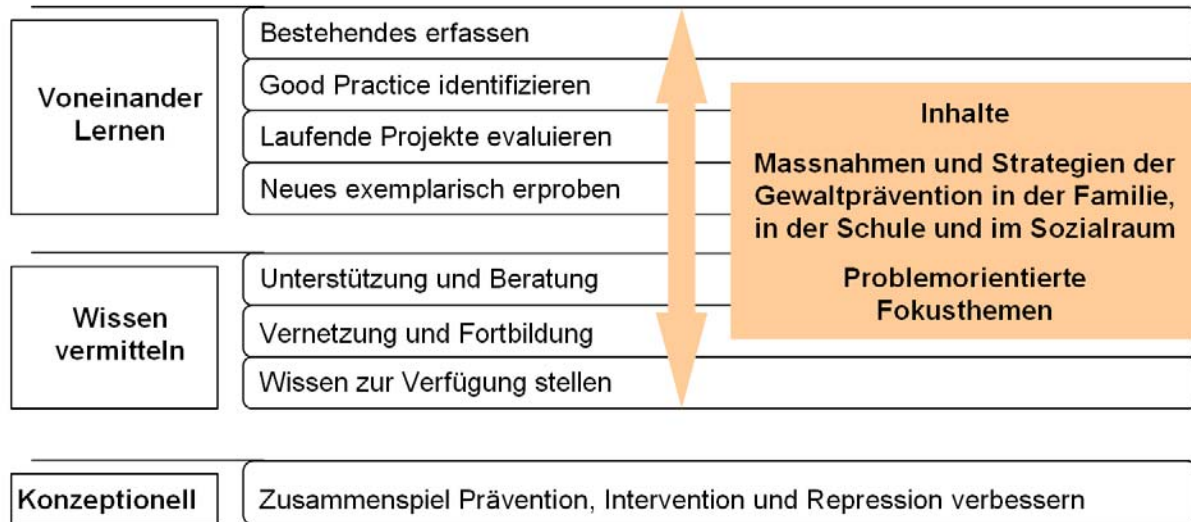 Voneinander
Lernen
Bestehendes erfassen
Good Practice identifizieren
Laufende Projekte evaluieren
Neues exemplarisch erproben
Wissen
vermitteln
Unterstützung und Beratung
Vernetzung und Fortbildung
Wissen zur Verfügung stellen
Inhalte
Massnahmen und Strategien der
Gewaltprävention in der Familie,
in der Schule und im Sozialraum
Problemorientierte
Fokusthemen
Konzeptionell
Zusammenspiel Prävention, Intervention und Repression verbessern